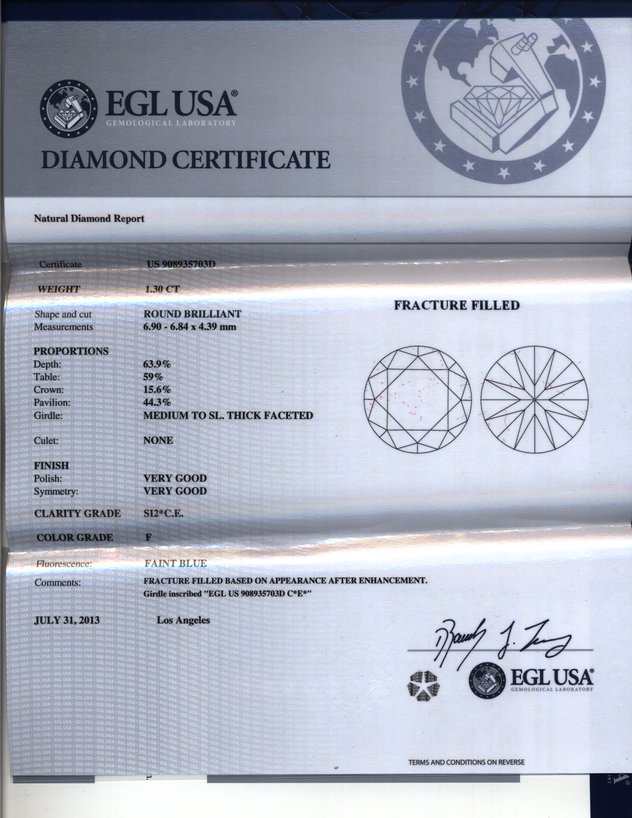 EGL USA®
GEMOLOGICAL LABORATORY
DIAMOND CERTIFICATE
Natural Diamond Report
Certificate US 908935703D
WEIGHT 1.30 CT
Shape and cut ROUND BRILLIANT
Measurements 6.90 - 6.84 x 4.39 mm
PROPORTIONS
Depth: 63.9%
Table: 59%
Crown: 15.6%
Pavilion: 44.3%
Girdle: MEDIUM TO SL. THICK FACETED
Culet: NONE
FINISH
Polish: VERY GOOD
Symmetry: VERY GOOD
CLARITY GRADE SI2*C.E.
COLOR GRADE F
Fluorescence: FAINT BLUE
Comments: FRACTURE FILLED BASED ON APPEARANCE AFTER ENHANCEMENT.
Girdle inscribed "EGL US 908935703D C*E*"
JULY 31, 2013 Los Angeles
FRACTURE FILLED
EGL USA®
GEMOLOGICAL LABORATORY
TERMS AND CONDITIONS ON REVERSE